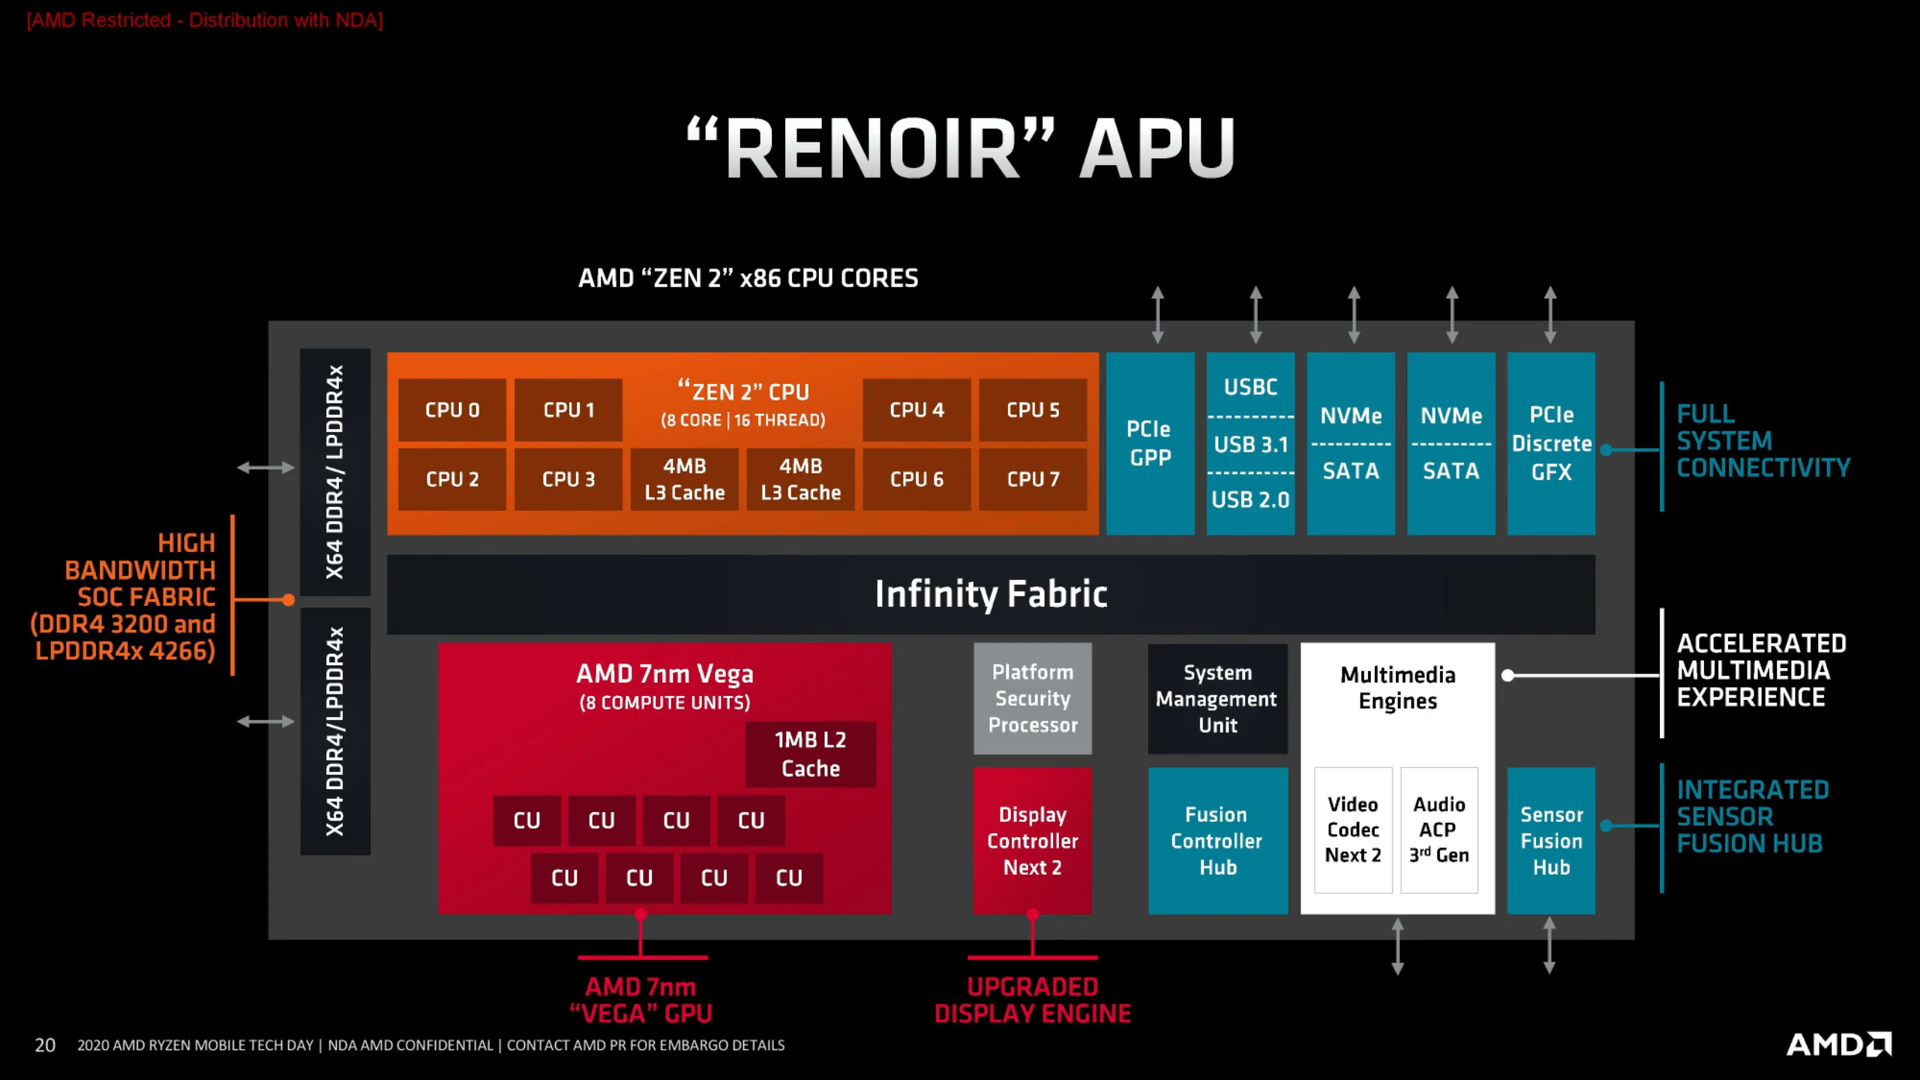 [AMD Restricted - Distribution with NDA]
“RENOIR” APU
AMD “ZEN 2” x86 CPU CORES
X64 DDR4/ LPDDR4x
X64 DDR4/LPDDR4x
HIGH
BANDWIDTH
SOC FABRIC
(DDR4 3200 and
LPDDR4x 4266)
“ZEN 2” CPU
(8 CORE | 16 THREAD)
CPU 0
CPU 1
CPU 4
CPU 5
CPU 2
CPU 3
4MB
L3 Cache
4MB
L3 Cache
CPU 6
CPU 7
PCIe
GPP
USBC
USB 3.1
USB 2.0
NVMe
SATA
NVMe
SATA
PCIe
Discrete
GFX
FULL
SYSTEM
CONNECTIVITY
Infinity Fabric
AMD 7nm Vega
(8 COMPUTE UNITS)
1MB L2
Cache
CU
CU
CU
CU
CU
CU
CU
CU
Platform
Security
Processor
Display
Controller
Next 2
System
Management
Unit
Fusion
Controller
Hub
Multimedia
Engines
Video
Codec
Next 2
Audio
ACP
3rd Gen
Sensor
Fusion
Hub
ACCELERATED
MULTIMEDIA
EXPERIENCE
INTEGRATED
SENSOR
FUSION HUB
AMD 7nm
“VEGA” GPU
UPGRADED
DISPLAY ENGINE
20 2020 AMD RYZEN MOBILE TECH DAY | NDA AMD CONFIDENTIAL | CONTACT AMD PR FOR EMBARGO DETAILS
AMD